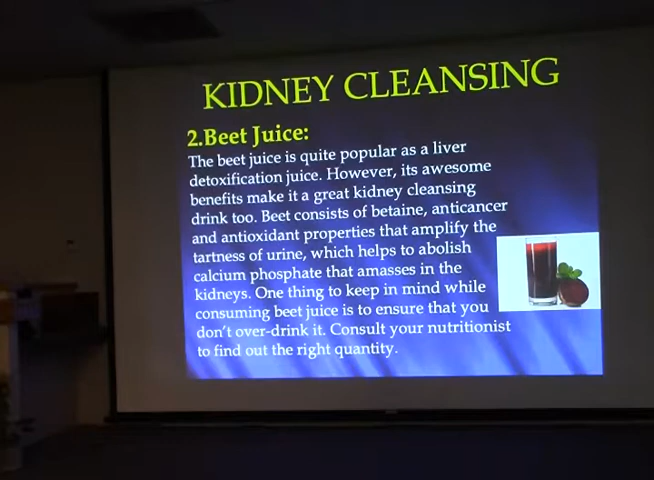 KIDNEY CLEANSING
2.Beet Juice:
The beet juice is quite popular as a liver
detoxification juice. However, its awesome
benefits make it a great kidney cleansing
drink too. Beet consists of betaine, anticancer
and antioxidant properties that amplify the
tartness of urine, which helps to abolish
calcium phosphate that amasses in the
kidneys. One thing to keep in mind while
consuming beet juice is to ensure that you
don't over-drink it. Consult your nutritionist
to find out the right quantity.